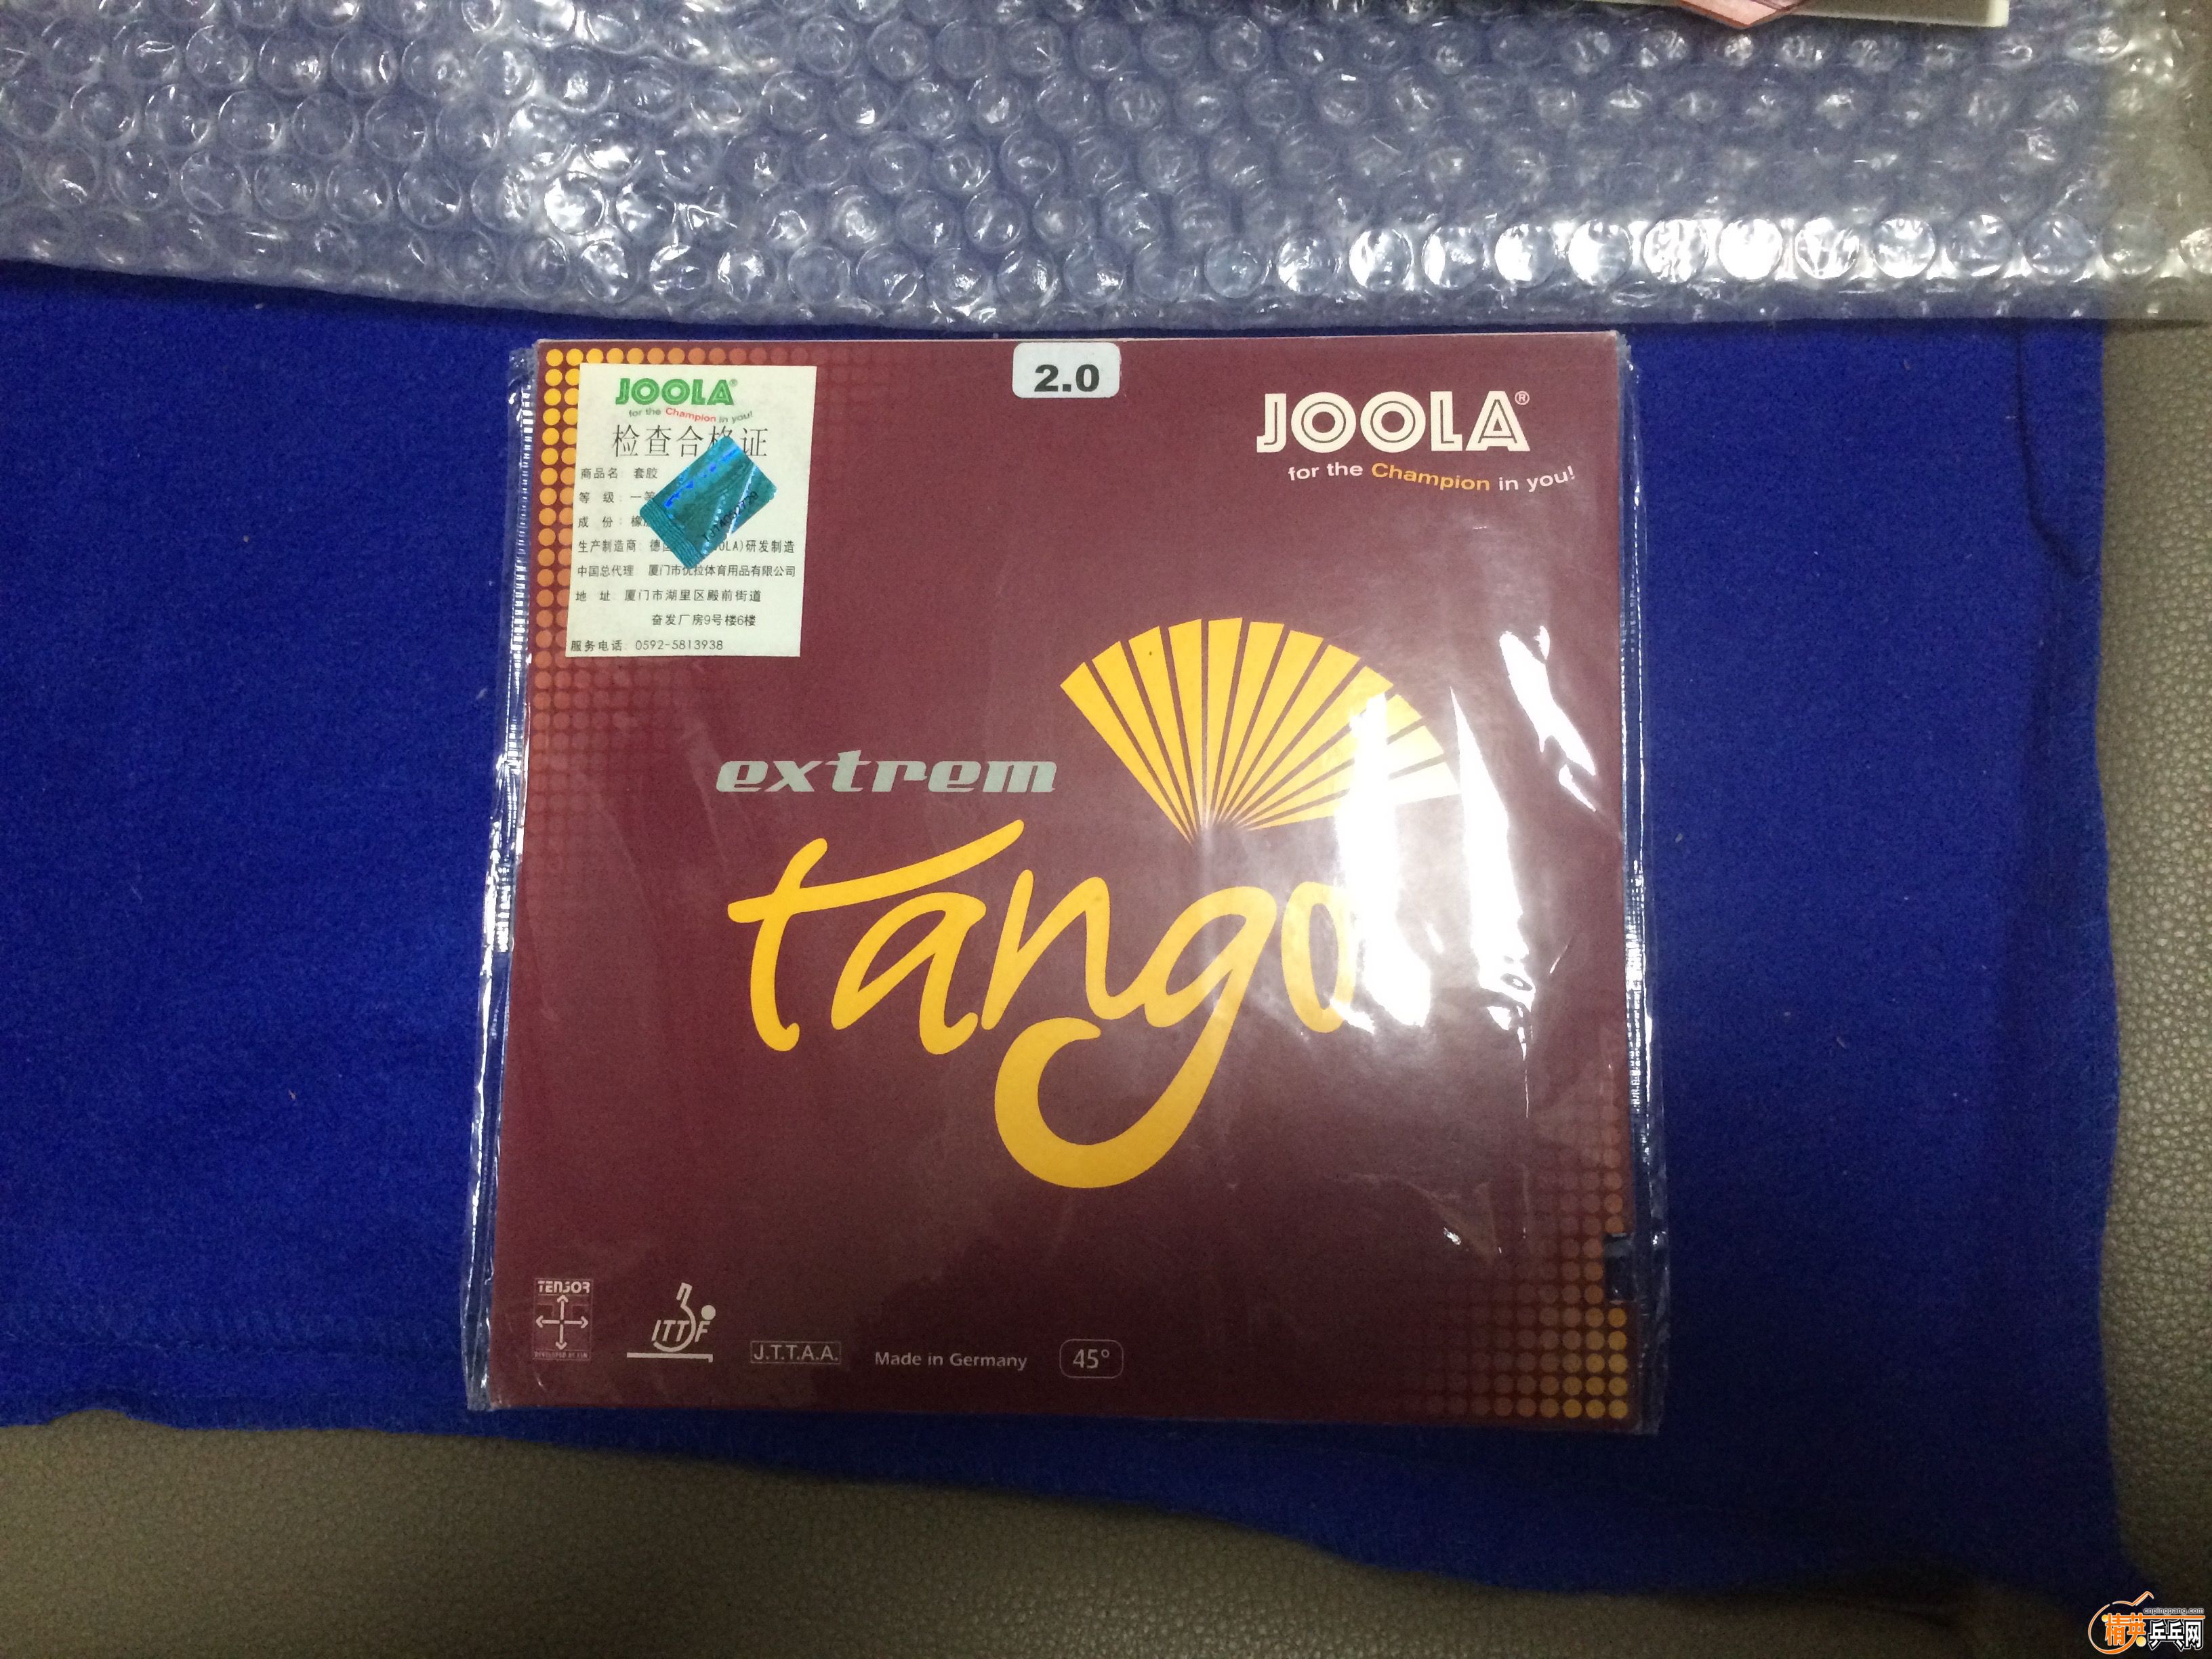 2.0
JOOLA®
for the Champion in you!
JOOLA®
for the Champion in you!
检查合格证
商品名: 套胶
等 级: 一
成 份:
生产制造商: 德 OLA)研发制造
中国总代理 厦门市优拉体育用品有限公司
地 址 厦门市湖里区殿前街道
奋发厂房9号楼6楼
服务电话: 0592-5813938
extrem
tango
TENSOR
DEVELOPED BY ESN
ITTF
J.T.T.A.A.
Made in Germany
45°
精英乒乓网